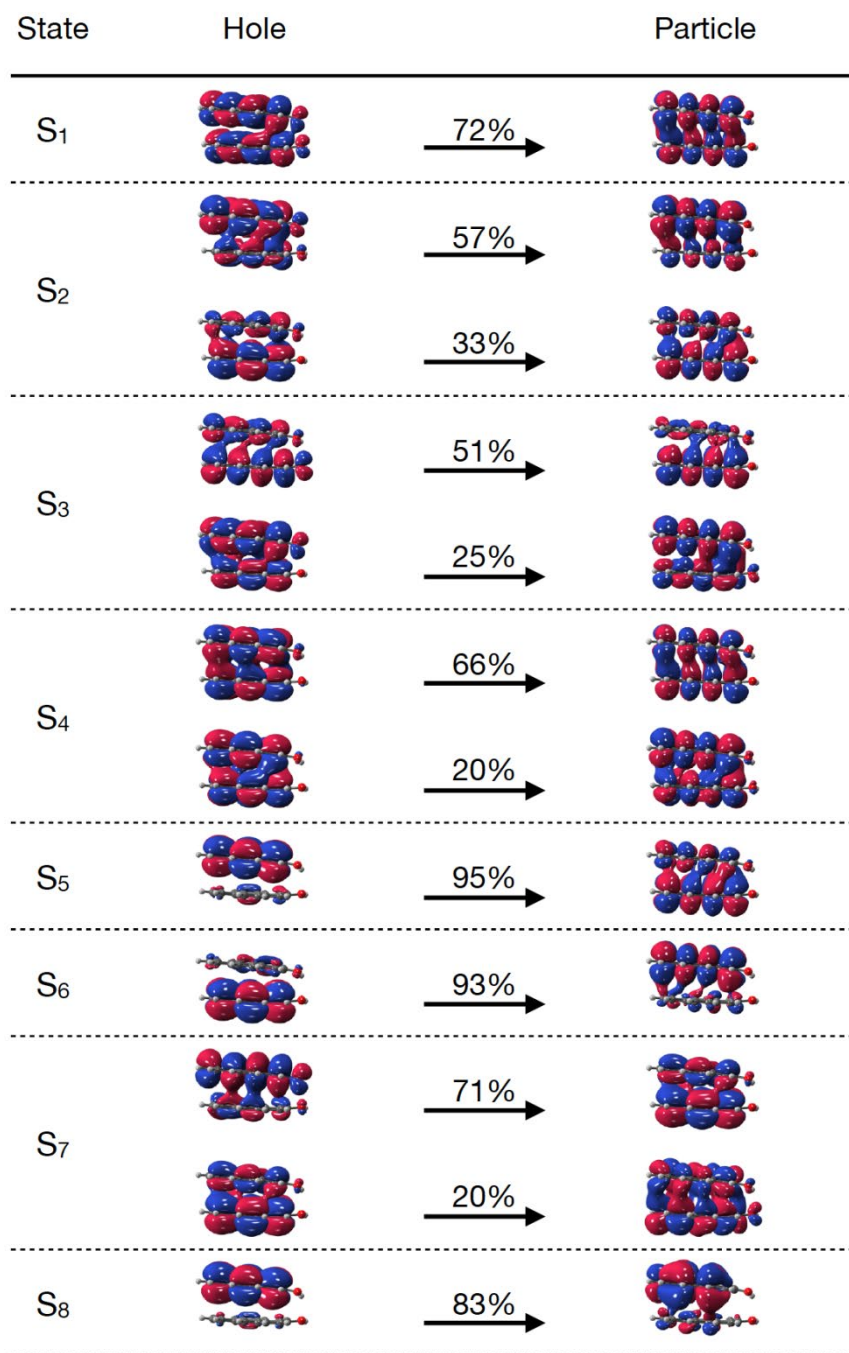 State Hole Particle
S₁ 72%
S₂ 57%
33%
S₃ 51%
25%
S₄ 66%
20%
S₅ 95%
S₆ 93%
S₇ 71%
20%
S₈ 83%